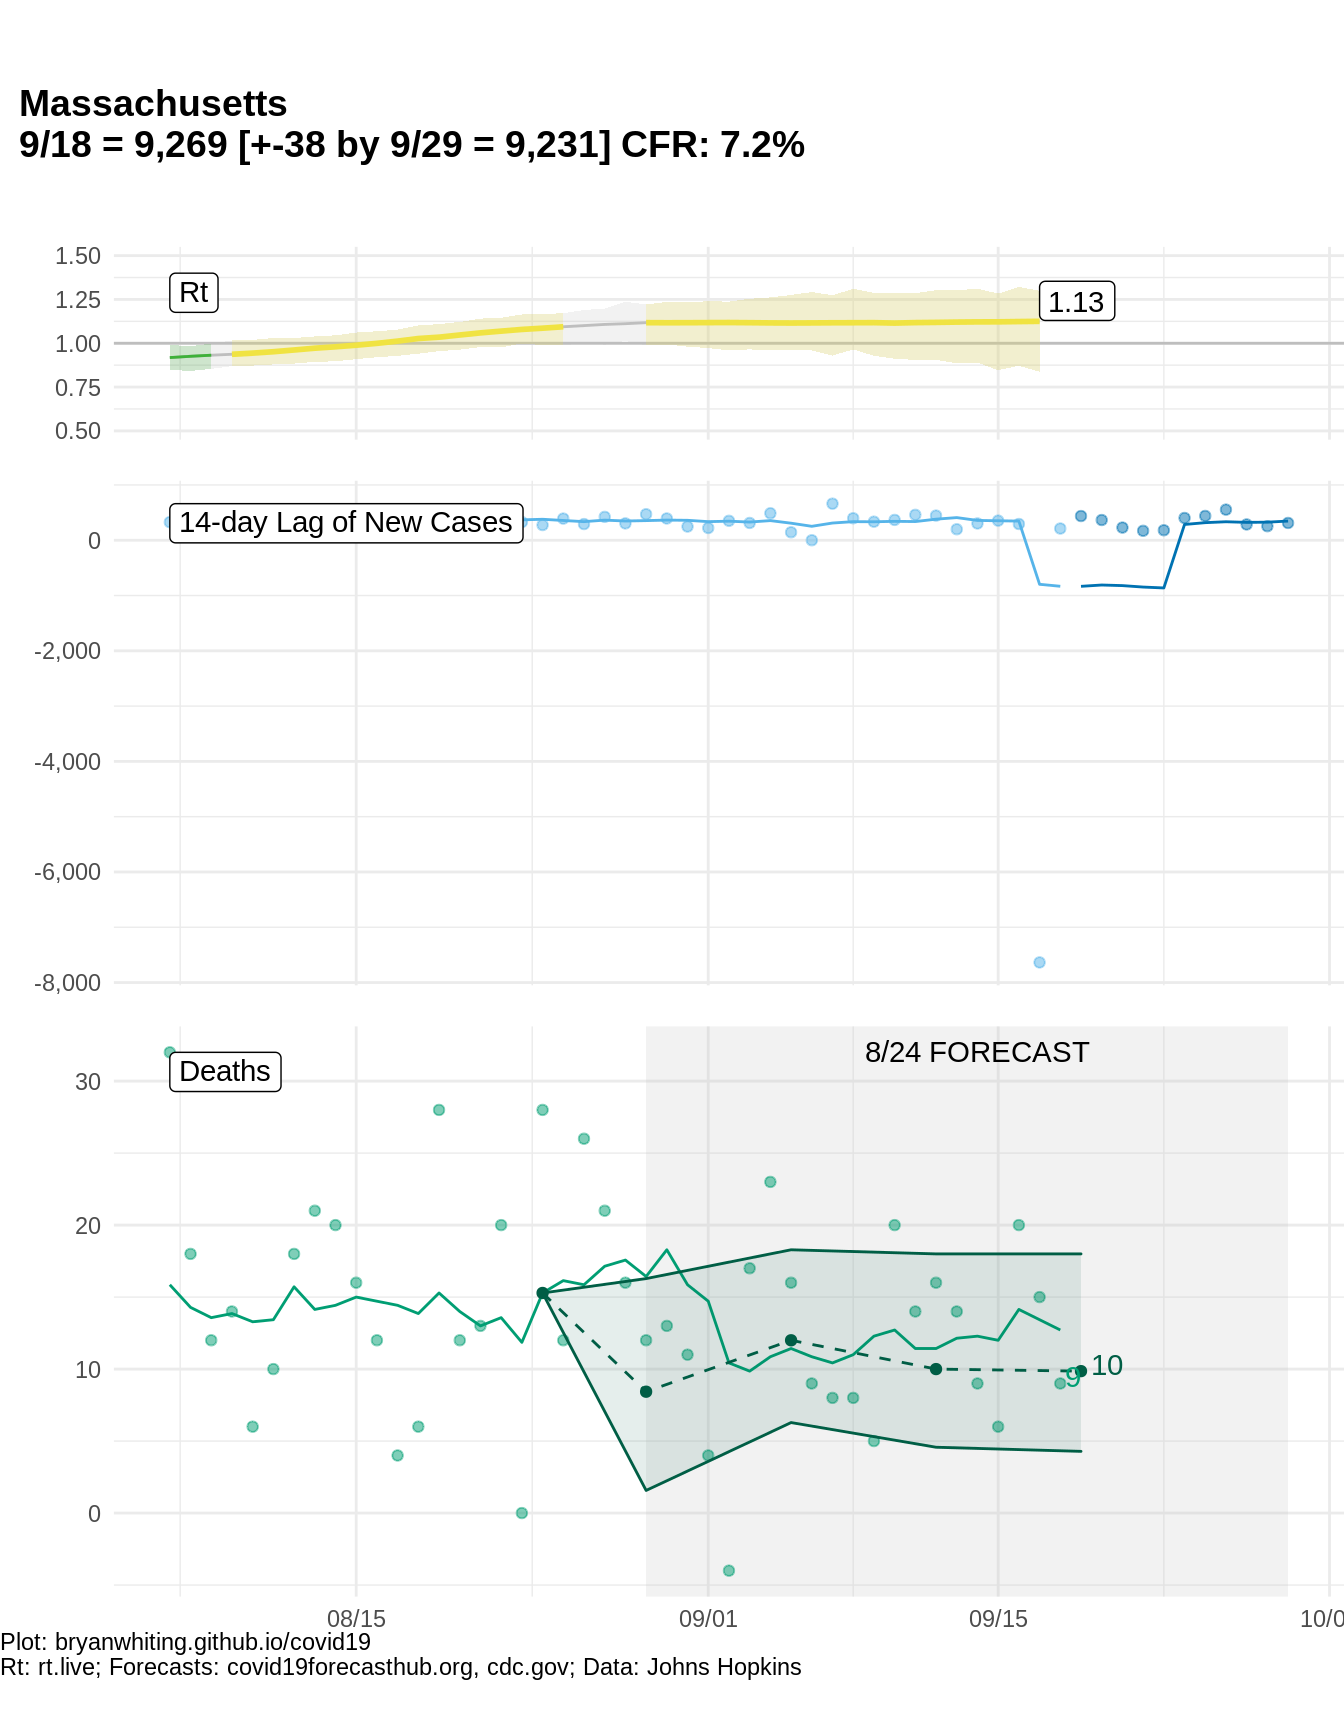 Massachusetts
9/18 = 9,269 [+-38 by 9/29 = 9,231] CFR: 7.2%
1.50
1.25
1.00
0.75
0.50
Rt
1.13
0
-2,000
-4,000
-6,000
-8,000
14-day Lag of New Cases
30
20
10
0
Deaths
8/24 FORECAST
10
9
08/15
09/01
09/15
10/0
Plot: bryanwhiting.github.io/covid19
Rt: rt.live; Forecasts: covid19forecasthub.org, cdc.gov; Data: Johns Hopkins